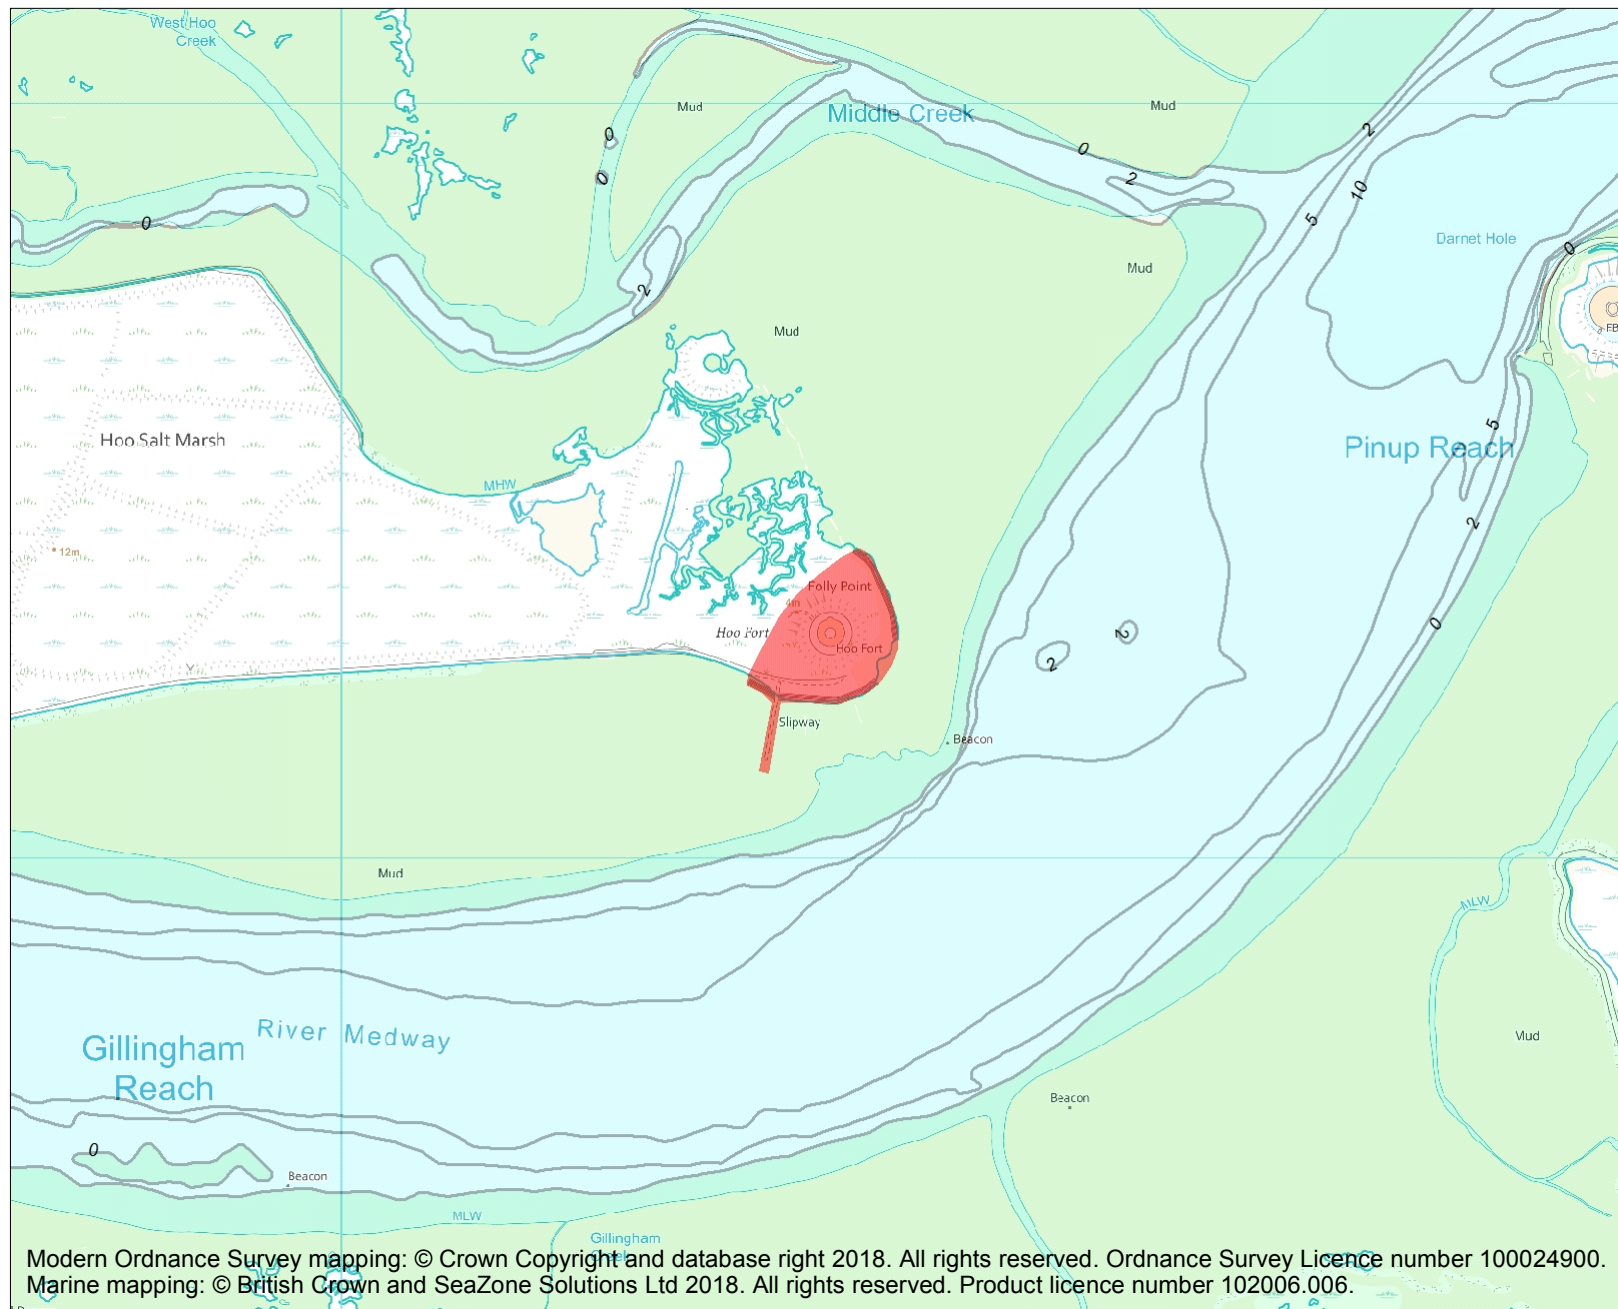 West Hoo
Creek
Mud
Middle Creek
Mud
0
0
2
0
2
10
0
5
Darnet Hole
0
Mud
2
Mud
FB
Hoo Salt Marsh
5
Pinup Reach
MHW
2
12m
Folly Point
4m
Hoo Fort
Hoo Fort
2
2
0
Slipway
Beacon
Mud
MLW
River Medway
Gillingham
Reach
Mud
Beacon
0
Beacon
MLW
Gillingham
Creek
Modern Ordnance Survey mapping: © Crown Copyright and database right 2018. All rights reserved. Ordnance Survey Licence number 100024900.
Marine mapping: © British Crown and SeaZone Solutions Ltd 2018. All rights reserved. Product licence number 102006.006.